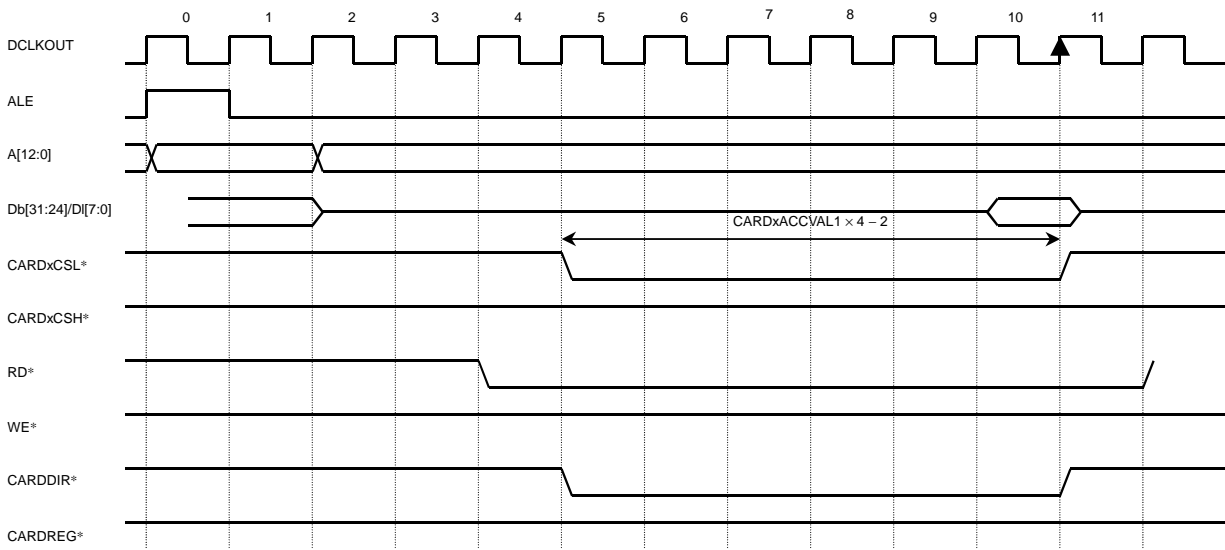 0 1 2 3 4 5 6 7 8 9 10 11
DCLKOUT
ALE
A[12:0]
Db[31:24]/DI[7:0]
CARDxACCVAL1 × 4 − 2
CARDxCSL*
CARDxCSH*
RD*
WE*
CARDDIR*
CARDREG*